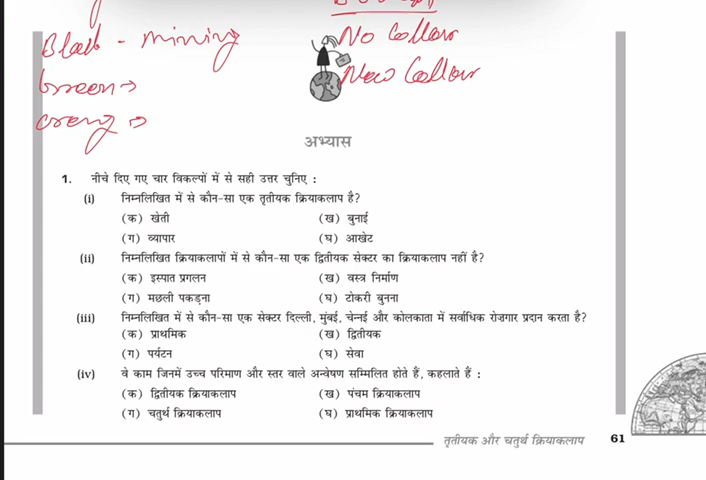 Black - mining
No Collar
New Collar
Green →
orang →
अभ्यास
1. नीचे दिए गए चार विकल्पों में से सही उत्तर चुनिए :
(i) निम्नलिखित में से कौन-सा एक तृतीयक क्रियाकलाप है?
(क) खेती (ख) बुनाई
(ग) व्यापार (घ) आखेट
(ii) निम्नलिखित क्रियाकलापों में से कौन-सा एक द्वितीयक सेक्टर का क्रियाकलाप नहीं है?
(क) इस्पात प्रगलन (ख) वस्त्र निर्माण
(ग) मछली पकड़ना (घ) टोकरी बुनना
(iii) निम्नलिखित में से कौन-सा एक सेक्टर दिल्ली, मुंबई, चेन्नई और कोलकाता में सर्वाधिक रोज़गार प्रदान करता है?
(क) प्राथमिक (ख) द्वितीयक
(ग) पर्यटन (घ) सेवा
(iv) वे काम जिनमें उच्च परिमाण और स्तर वाले अन्वेषण सम्मिलित होते हैं, कहलाते हैं :
(क) द्वितीयक क्रियाकलाप (ख) पंचम क्रियाकलाप
(ग) चतुर्थ क्रियाकलाप (घ) प्राथमिक क्रियाकलाप
तृतीयक और चतुर्थ क्रियाकलाप 61